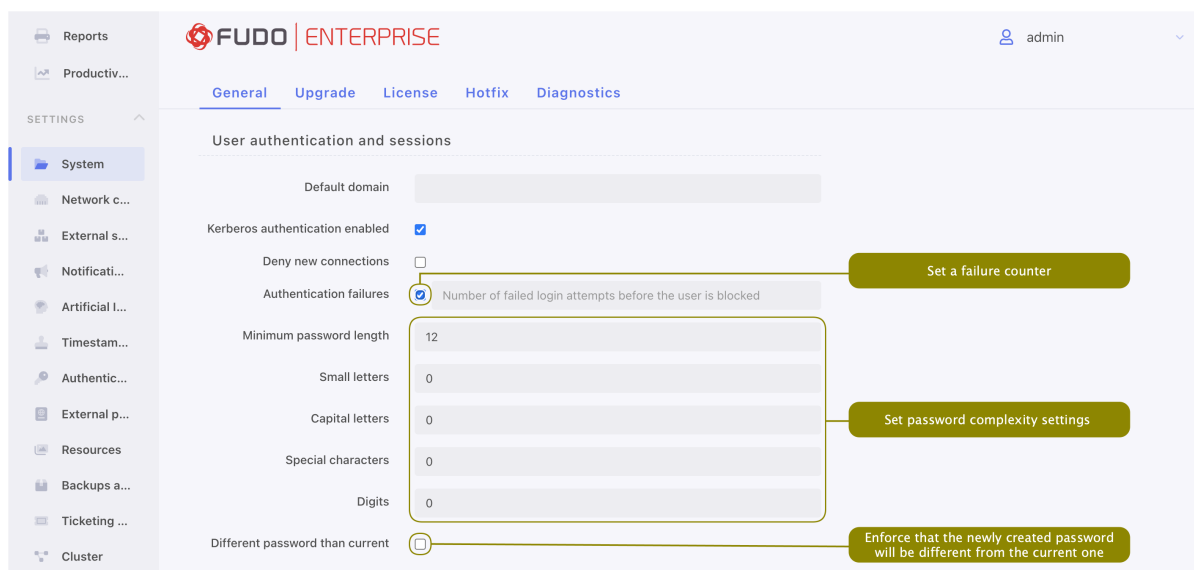 Reports
FUDO ENTERPRISE
admin
Productiv...
General Upgrade License Hotfix Diagnostics
SETTINGS
User authentication and sessions
System
Default domain
Network c...
Kerberos authentication enabled
External s...
Deny new connections
Set a failure counter
Notificati...
Authentication failures Number of failed login attempts before the user is blocked
Artificial I...
Minimum password length 12
Timestam...
Small letters 0
Authentic...
Capital letters 0
Set password complexity settings
External p...
Resources
Special characters 0
Backups a...
Digits 0
Ticketing ...
Different password than current
Enforce that the newly created password
will be different from the current one
Cluster